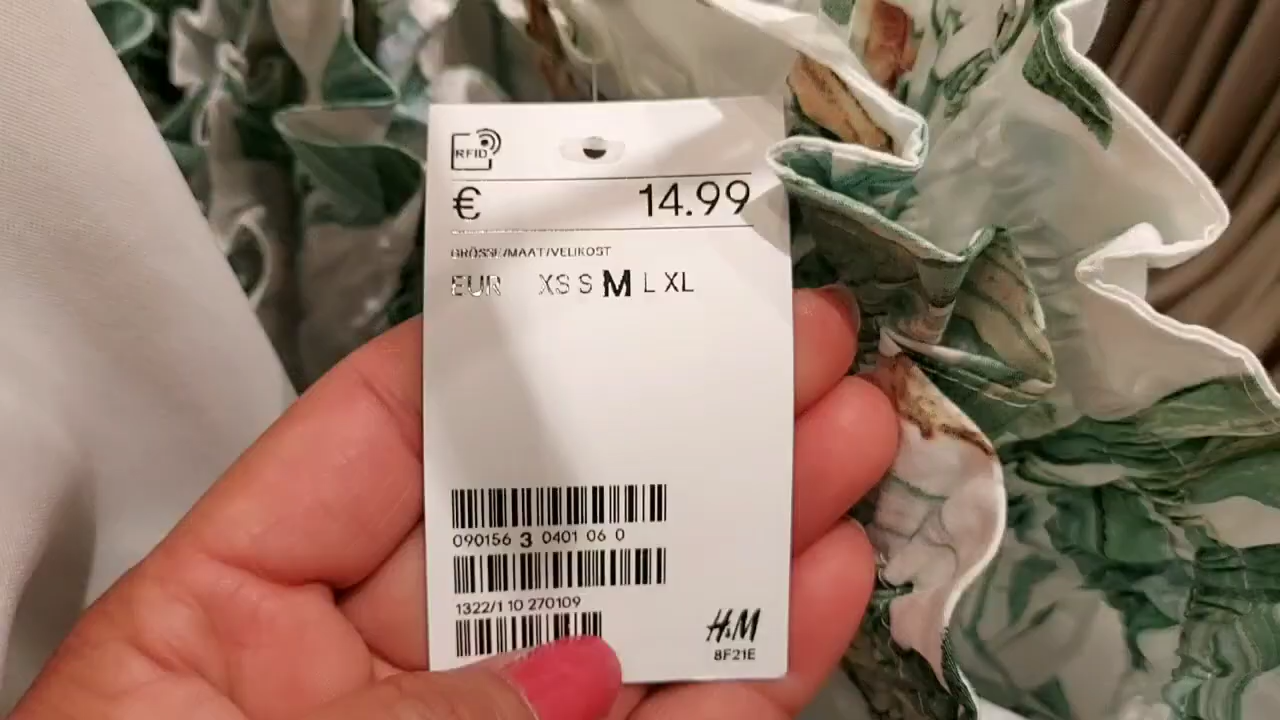 RFID
€ 14.99
GRÖSSE/MAAT/VELIKOST
EUR XS S M L XL
090156 3 0401 06 0
1322/1 10 270109
H&M
8F21E